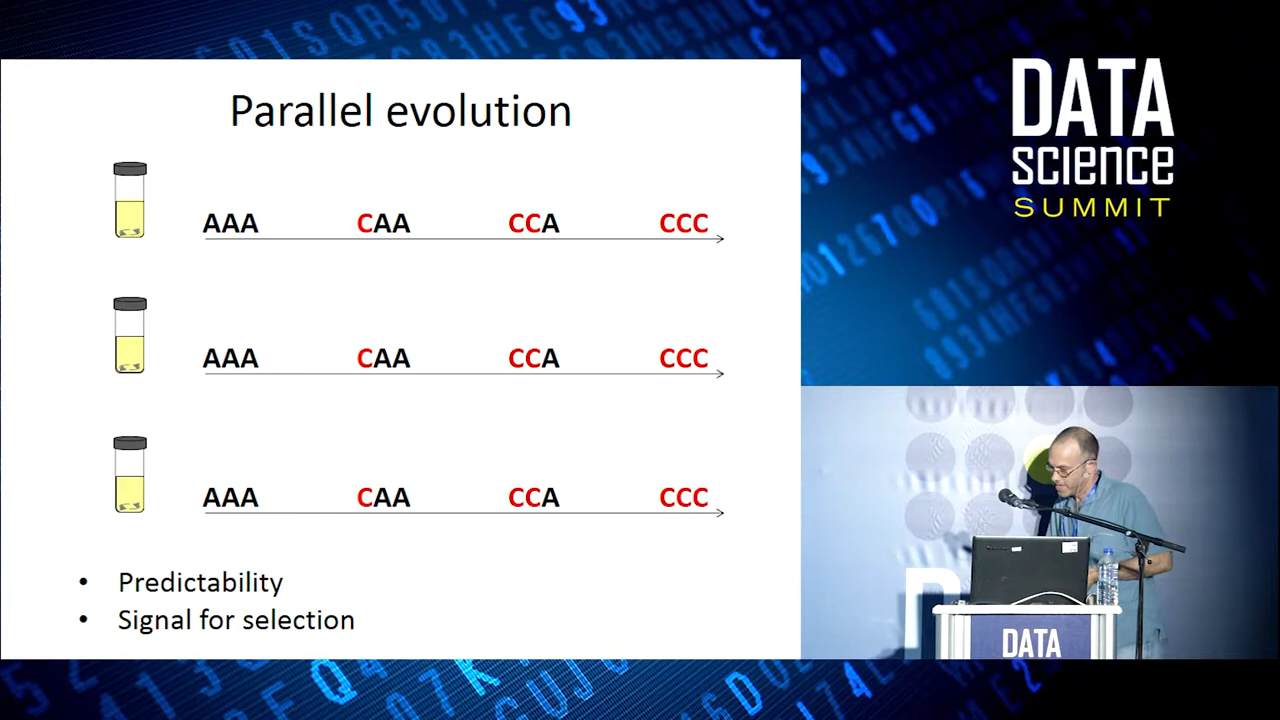 Parallel evolution
AAA CAA CCA CCC
AAA CAA CCA CCC
AAA CAA CCA CCC
• Predictability
• Signal for selection
DATA
SCIENCE
SUMMIT
D
DATA